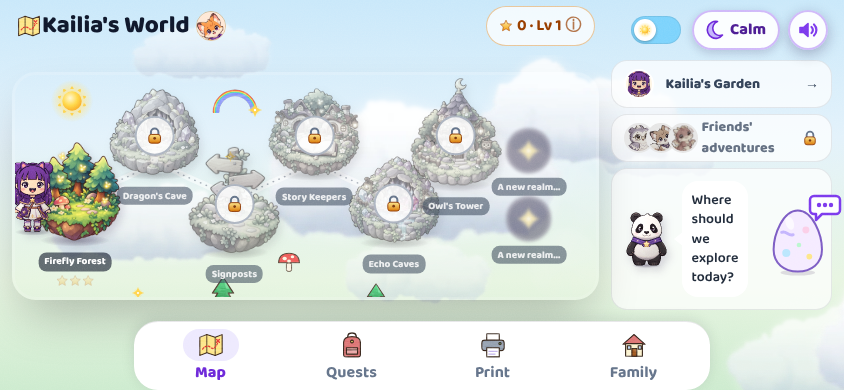 Kailia's World
0 · Lv 1 ⓘ
Calm
Kailia's Garden →
Friends'
adventures
Dragon's Cave
Story Keepers
Owl's Tower
A new realm...
A new realm...
Firefly Forest
Signposts
Echo Caves
Where
should
we
explore
today?
Map
Quests
Print
Family